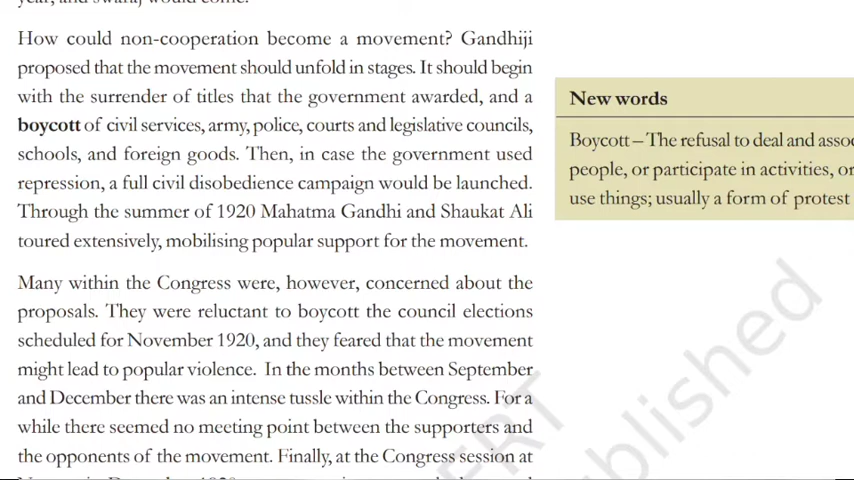 year, and swaraj would come.
How could non-cooperation become a movement? Gandhiji
proposed that the movement should unfold in stages. It should begin
with the surrender of titles that the government awarded, and a
boycott of civil services, army, police, courts and legislative councils,
schools, and foreign goods. Then, in case the government used
repression, a full civil disobedience campaign would be launched.
Through the summer of 1920 Mahatma Gandhi and Shaukat Ali
toured extensively, mobilising popular support for the movement.
Many within the Congress were, however, concerned about the
proposals. They were reluctant to boycott the council elections
scheduled for November 1920, and they feared that the movement
might lead to popular violence. In the months between September
and December there was an intense tussle within the Congress. For a
while there seemed no meeting point between the supporters and
the opponents of the movement. Finally, at the Congress session at
New words
Boycott – The refusal to deal and asso
people, or participate in activities, or
use things; usually a form of protest
ERT
blished